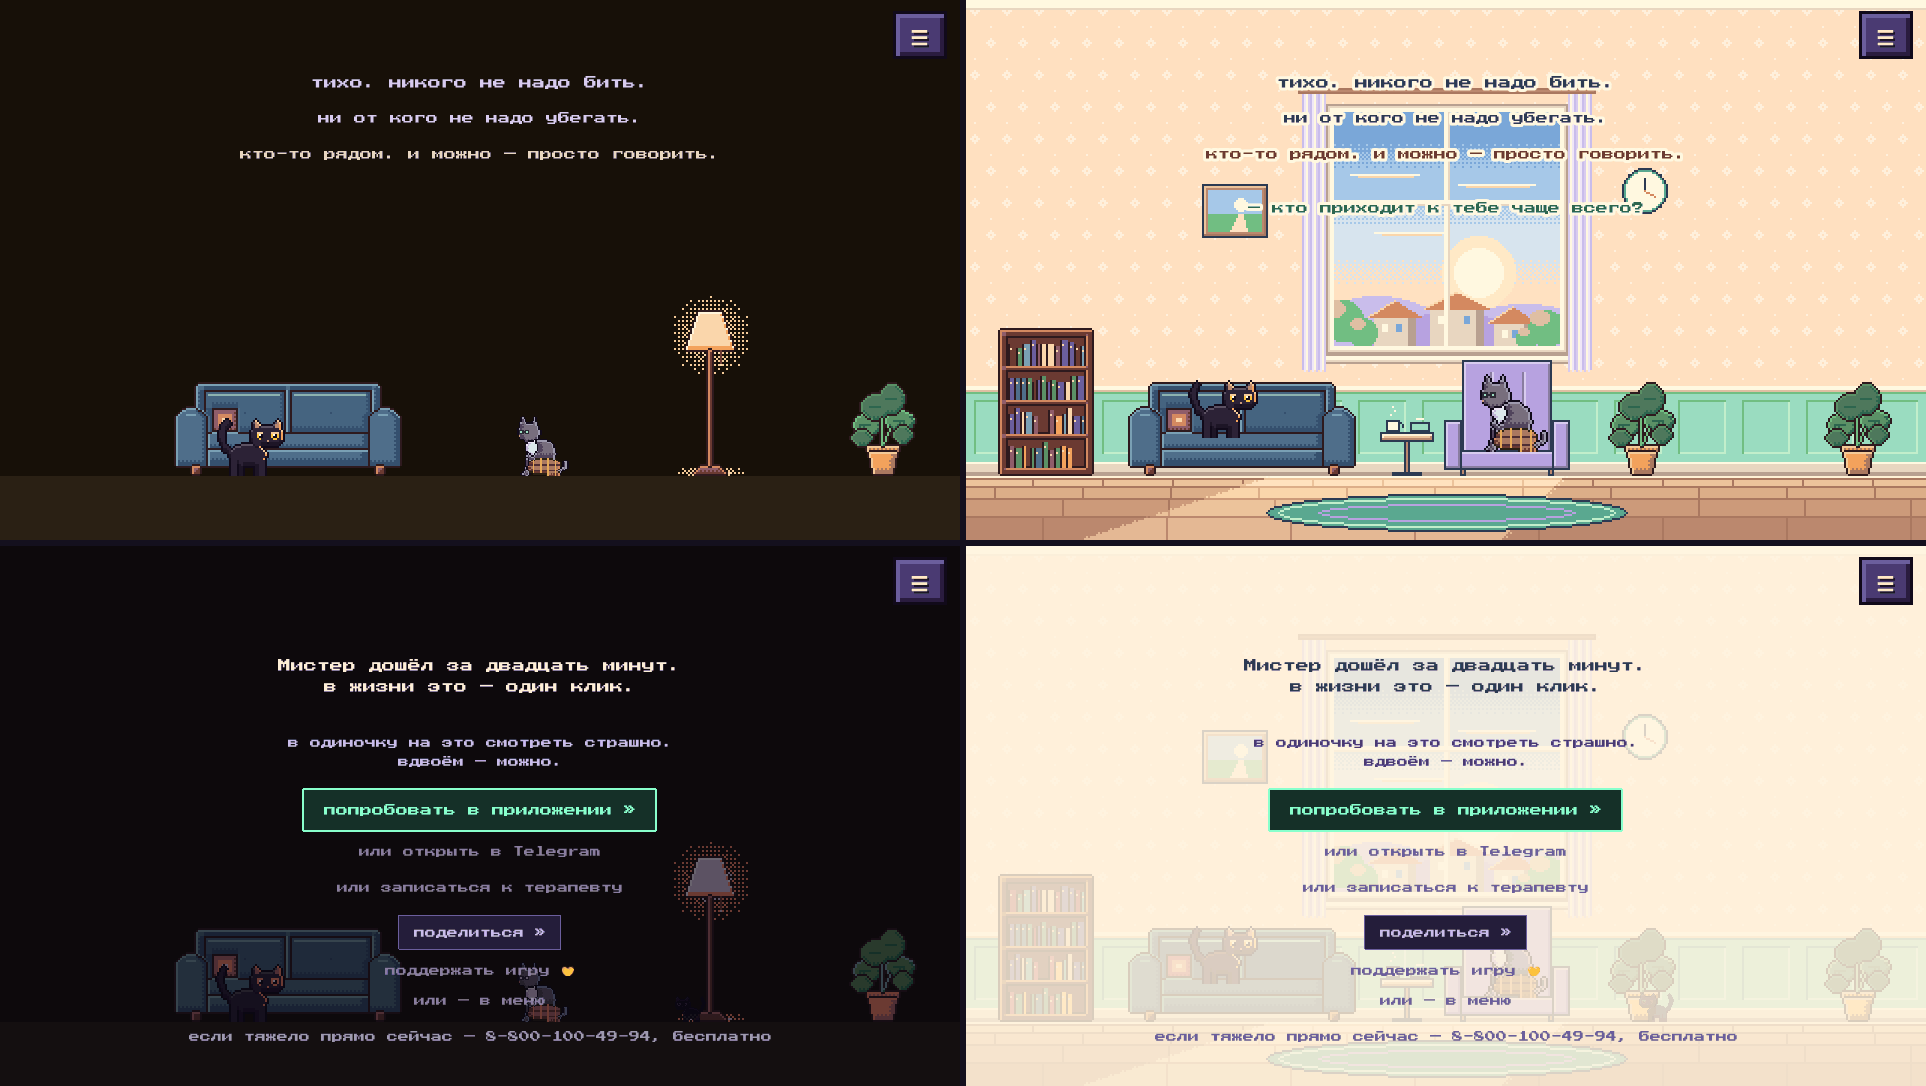 тихо. никого не надо бить.
ни от кого не надо убегать.
кто-то рядом. и можно — просто говорить.
тихо. никого не надо бить.
ни от кого не надо убегать.
кто-то рядом. и можно — просто говорить.
— кто приходит к тебе чаще всего?
Мистер дошёл за двадцать минут.
в жизни это — один клик.
в одиночку на это смотреть страшно.
вдвоём — можно.
попробовать в приложении »
или открыть в Telegram
или записаться к терапевту
поделиться »
поддержать игру 🧡
или — в меню
если тяжело прямо сейчас — 8-800-100-49-94, бесплатно
Мистер дошёл за двадцать минут.
в жизни это — один клик.
в одиночку на это смотреть страшно.
вдвоём — можно.
попробовать в приложении »
или открыть в Telegram
или записаться к терапевту
поделиться »
поддержать игру 🧡
или — в меню
если тяжело прямо сейчас — 8-800-100-49-94, бесплатно